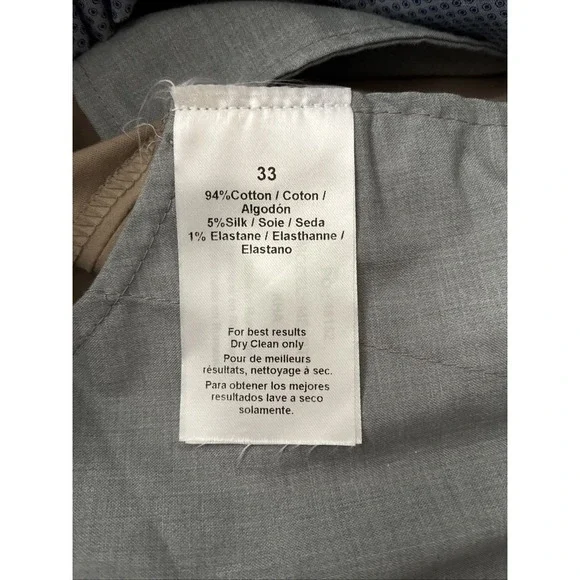 33
94%Cotton / Coton /
Algodón
5%Silk / Soie / Seda
1% Elastane / Elasthanne /
Elastano
For best results
Dry Clean only
Pour de meilleurs
résultats, nettoyage à sec.
Para obtener los mejores
resultados lave a seco
solamente.